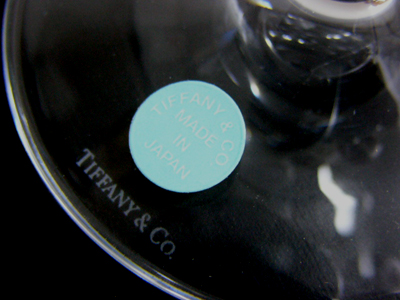 TIFFANY & CO
MADE
IN
JAPAN
TIFFANY & CO.